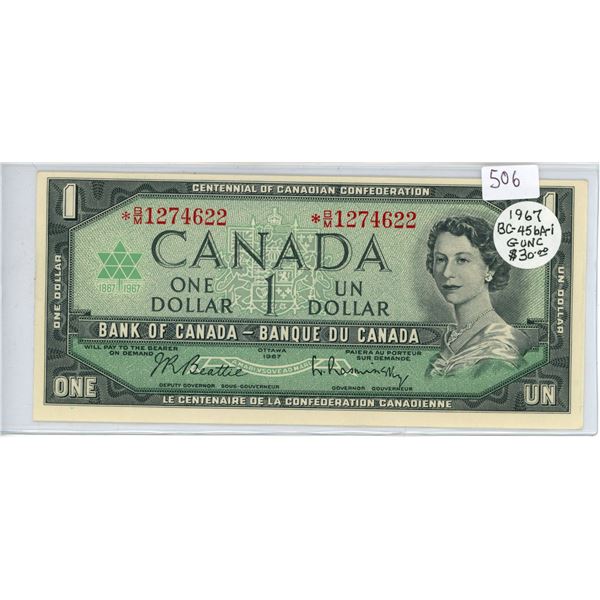 506
1967
BC-45bA-i
GUNC
$30.00
1 CENTENNIAL OF CANADIAN CONFEDERATION
*B/M 1274622 *B/M 1274622
CANADA
1867 1967
ONE DOLLAR 1 UN DOLLAR
ONE DOLLAR
UN DOLLAR
BANK OF CANADA – BANQUE DU CANADA
WILL PAY TO THE BEARER ON DEMAND
OTTAWA
1967
PAIERA AU PORTEUR SUR DEMANDE
JR Beattie
L Rasminsky
DEPUTY GOVERNOR SOUS-GOUVERNEUR
GOVERNOR GOUVERNEUR
ONE LE CENTENAIRE DE LA CONFÉDÉRATION CANADIENNE UN